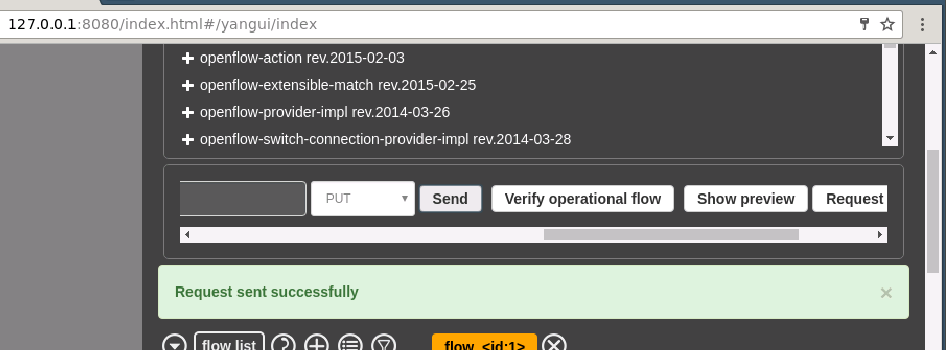 127.0.0.1:8080/index.html#/yangui/index
openflow-action rev.2015-02-03
openflow-extensible-match rev.2015-02-25
openflow-provider-impl rev.2014-03-26
openflow-switch-connection-provider-impl rev.2014-03-28
PUT Send Verify operational flow Show preview Request
Request sent successfully ×
flow list flow <id:1>